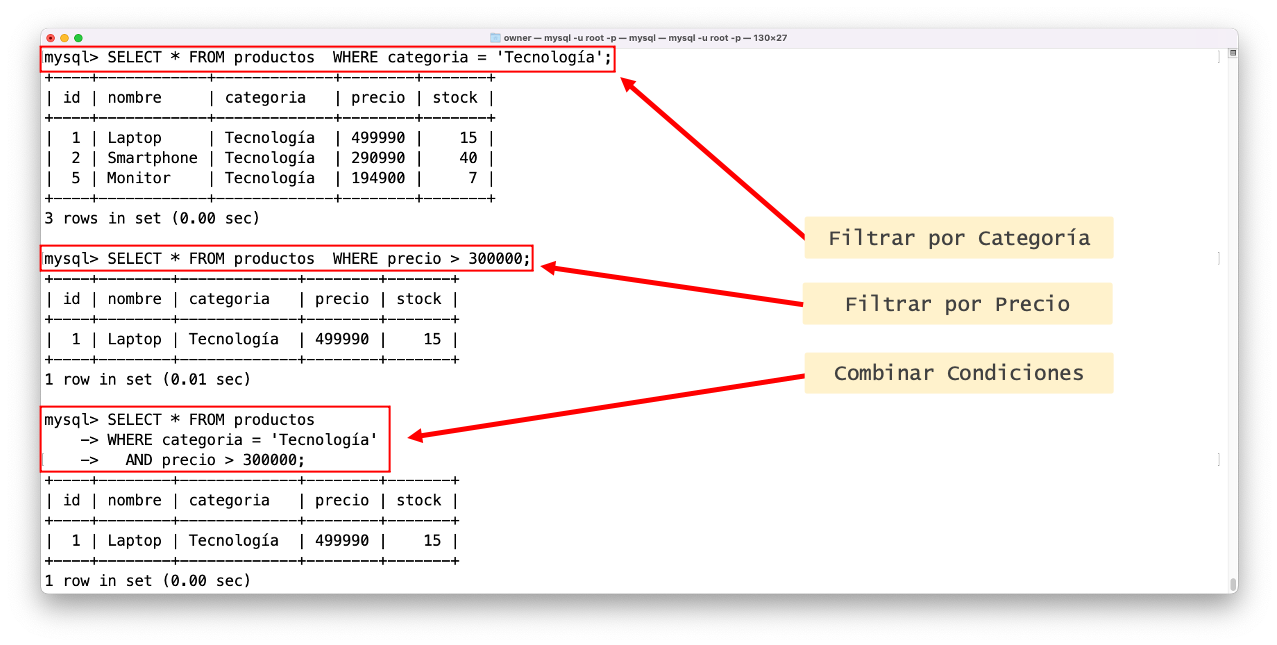 owner — mysql -u root -p — mysql — mysql -u root -p — 130×27
mysql> SELECT * FROM productos  WHERE categoria = 'Tecnología';
+----+------------+-------------+--------+-------+
| id | nombre     | categoria   | precio | stock |
+----+------------+-------------+--------+-------+
|  1 | Laptop     | Tecnología  | 499990 |    15 |
|  2 | Smartphone | Tecnología  | 290990 |    40 |
|  5 | Monitor    | Tecnología  | 194900 |     7 |
+----+------------+-------------+--------+-------+
3 rows in set (0.00 sec)
Filtrar por Categoría
mysql> SELECT * FROM productos  WHERE precio > 300000;
+----+--------+-------------+--------+-------+
| id | nombre | categoria   | precio | stock |
+----+--------+-------------+--------+-------+
|  1 | Laptop | Tecnología  | 499990 |    15 |
+----+--------+-------------+--------+-------+
1 row in set (0.01 sec)
Filtrar por Precio
Combinar Condiciones
mysql> SELECT * FROM productos
    -> WHERE categoria = 'Tecnología'
    ->   AND precio > 300000;
+----+--------+-------------+--------+-------+
| id | nombre | categoria   | precio | stock |
+----+--------+-------------+--------+-------+
|  1 | Laptop | Tecnología  | 499990 |    15 |
+----+--------+-------------+--------+-------+
1 row in set (0.00 sec)